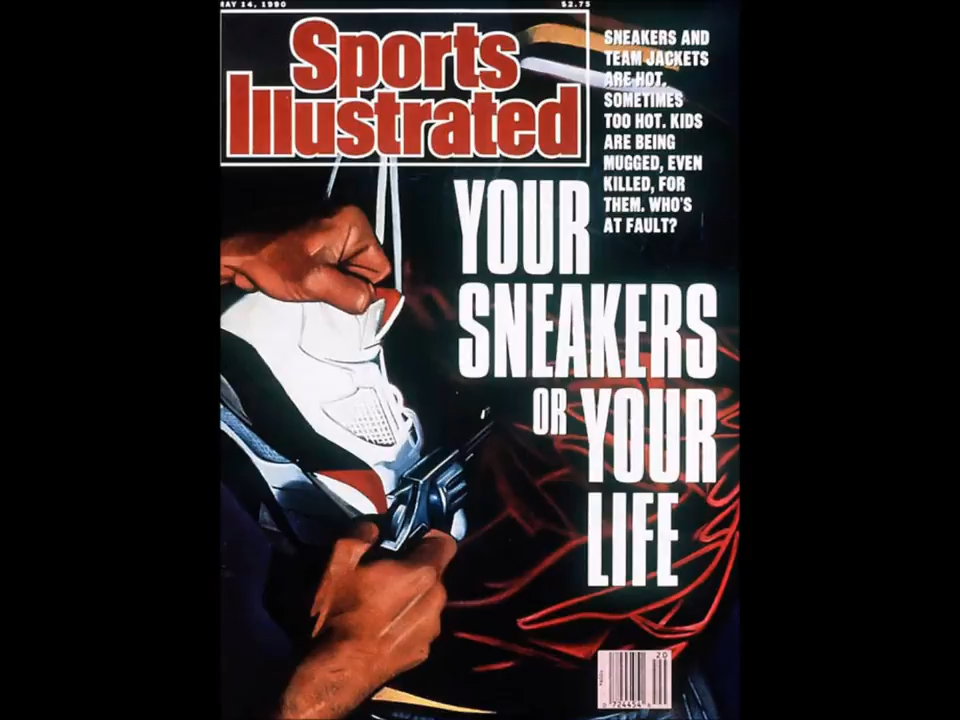 MAY 14, 1990 $2.75
Sports
Illustrated
SNEAKERS AND
TEAM JACKETS
ARE HOT.
SOMETIMES
TOO HOT. KIDS
ARE BEING
MUGGED, EVEN
KILLED, FOR
THEM. WHO'S
AT FAULT?
YOUR
SNEAKERS
OR YOUR
LIFE
20